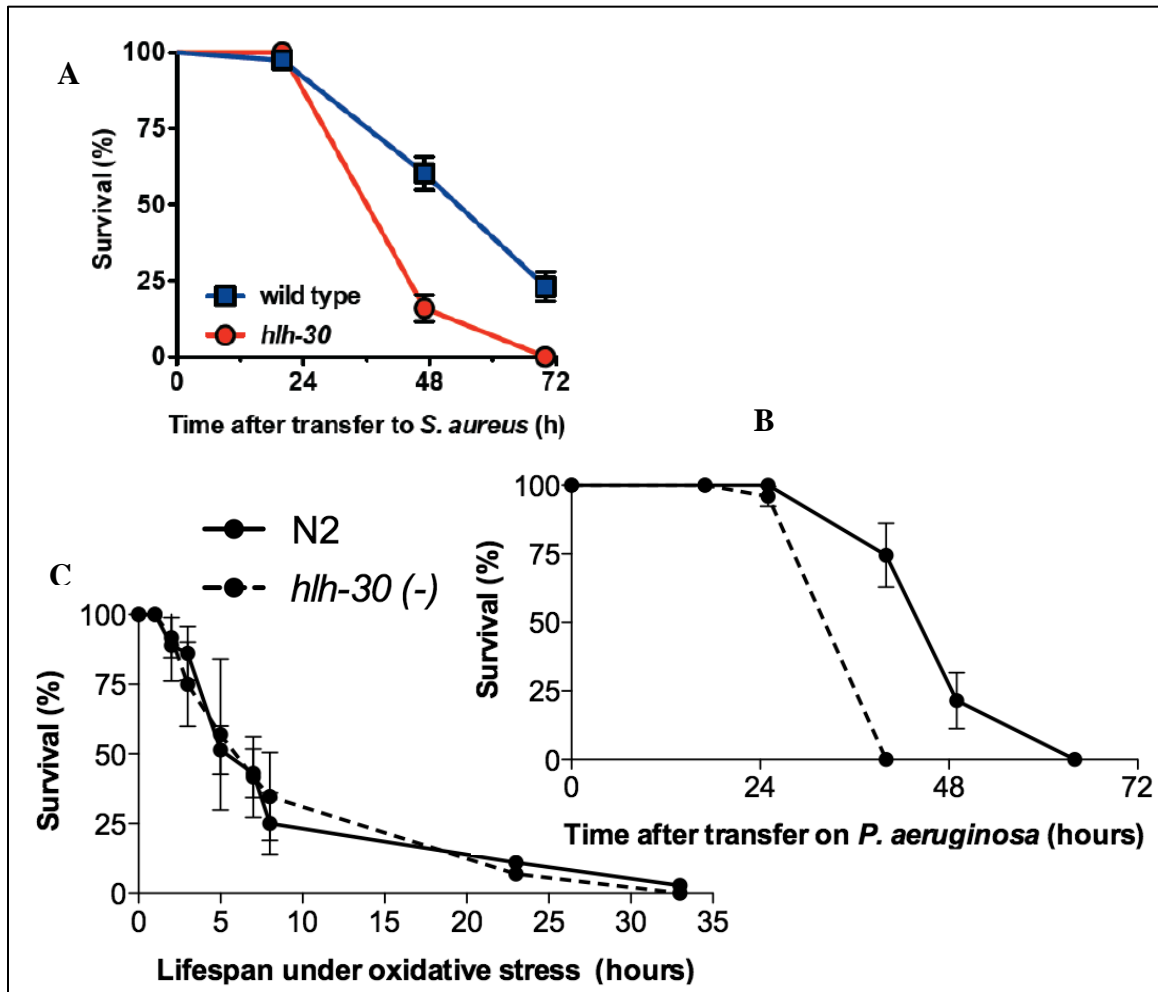 A
100
75
50
25
0
Survival (%)
wild type
hlh-30
0 24 48 72
Time after transfer to S. aureus (h)
B
100
75
50
25
0
Survival (%)
0 24 48 72
Time after transfer on P. aeruginosa (hours)
N2
hlh-30 (-)
C
100
75
50
25
0
Survival (%)
0 5 10 15 20 25 30 35
Lifespan under oxidative stress (hours)